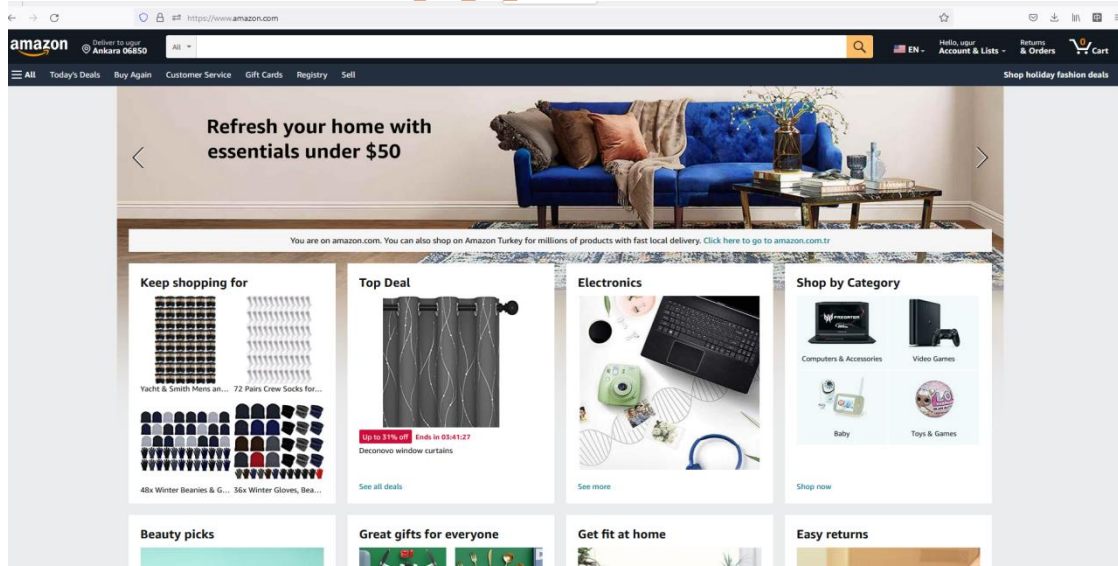 https://www.amazon.com
amazon
Deliver to ugur
Ankara 06850
All
EN
Hello, ugur
Account & Lists
Returns
& Orders
0
Cart
All
Today's Deals
Buy Again
Customer Service
Gift Cards
Registry
Sell
Shop holiday fashion deals
Refresh your home with
essentials under $50
You are on amazon.com. You can also shop on Amazon Turkey for millions of products with fast local delivery. Click here to go to amazon.com.tr
Keep shopping for
Yacht & Smith Mens an...
72 Pairs Crew Socks for...
48x Winter Beanies & G...
36x Winter Gloves, Bea...
Top Deal
Up to 31% off
Ends in 03:41:27
Deconovo window curtains
See all deals
Electronics
See more
Shop by Category
PREDATOR
Computers & Accessories
Video Games
Baby
Toys & Games
Shop now
Beauty picks
Great gifts for everyone
Get fit at home
Easy returns